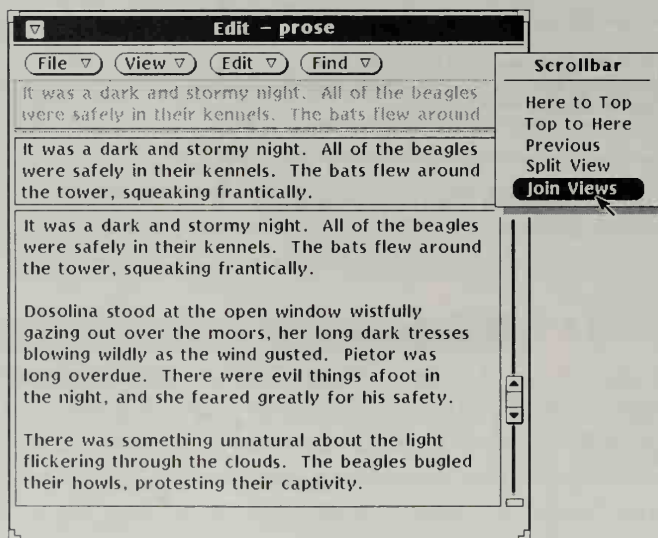 Edit – prose
File View Edit Find
It was a dark and stormy night. All of the beagles
were safely in their kennels. The bats flew around
It was a dark and stormy night. All of the beagles
were safely in their kennels. The bats flew around
the tower, squeaking frantically.
It was a dark and stormy night. All of the beagles
were safely in their kennels. The bats flew around
the tower, squeaking frantically.
Dosolina stood at the open window wistfully
gazing out over the moors, her long dark tresses
blowing wildly as the wind gusted. Pietor was
long overdue. There were evil things afoot in
the night, and she feared greatly for his safety.
There was something unnatural about the light
flickering through the clouds. The beagles bugled
their howls, protesting their captivity.
Scrollbar
Here to Top
Top to Here
Previous
Split View
Join Views